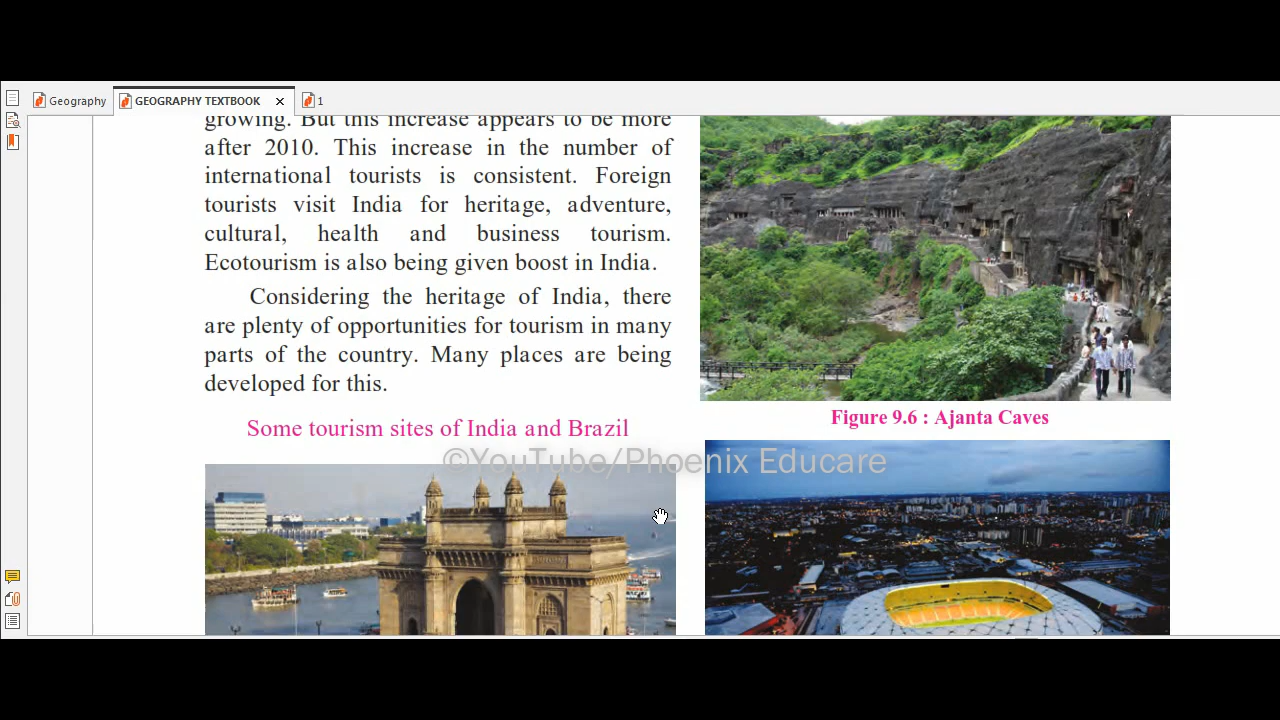 Geography
GEOGRAPHY TEXTBOOK
1
growing. But this increase appears to be more
after 2010. This increase in the number of
international tourists is consistent. Foreign
tourists visit India for heritage, adventure,
cultural, health and business tourism.
Ecotourism is also being given boost in India.
Considering the heritage of India, there
are plenty of opportunities for tourism in many
parts of the country. Many places are being
developed for this.
Some tourism sites of India and Brazil
Figure 9.6 : Ajanta Caves
©YouTube/Phoenix Educare